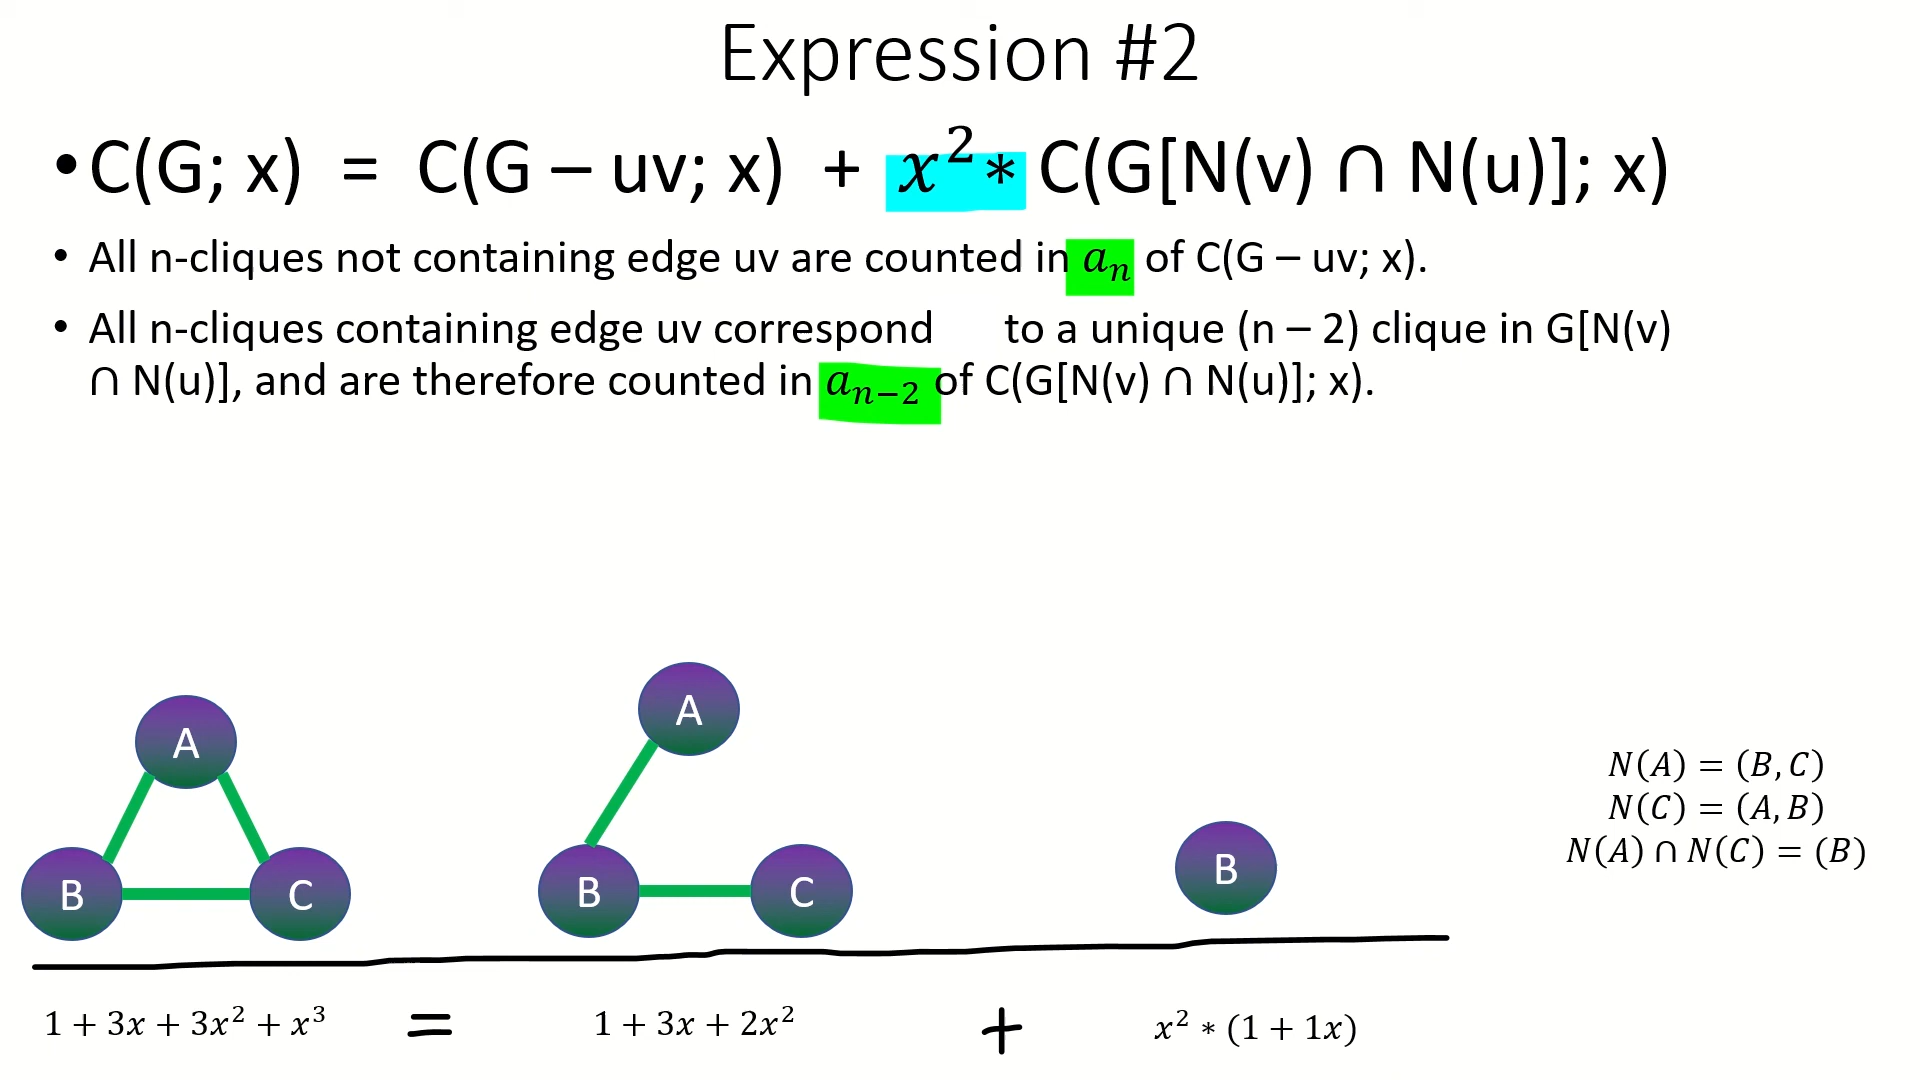 Expression #2
• C(G; x) = C(G – uv; x) + x² * C(G[N(v) ∩ N(u)]; x)
• All n-cliques not containing edge uv are counted in aₙ of C(G – uv; x).
• All n-cliques containing edge uv correspond to a unique (n – 2) clique in G[N(v)
∩ N(u)], and are therefore counted in aₙ₋₂ of C(G[N(v) ∩ N(u)]; x).
A
B
C
A
B
C
B
N(A) = (B, C)
N(C) = (A, B)
N(A) ∩ N(C) = (B)
1 + 3x + 3x² + x³ = 1 + 3x + 2x² + x² * (1 + 1x)